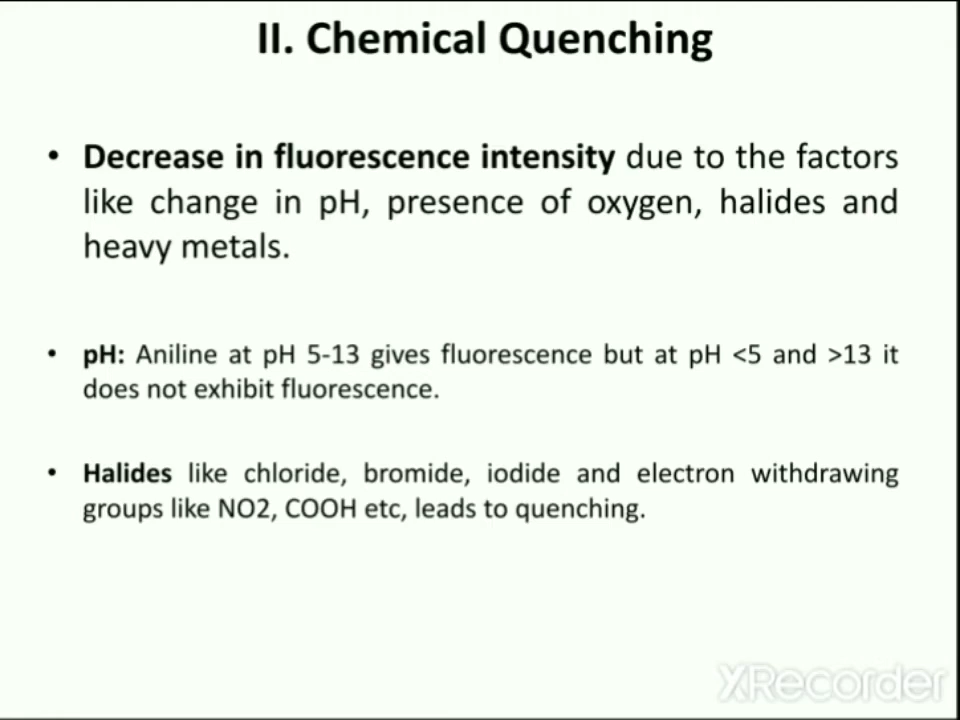 II. Chemical Quenching
• Decrease in fluorescence intensity due to the factors
like change in pH, presence of oxygen, halides and
heavy metals.
• pH: Aniline at pH 5-13 gives fluorescence but at pH <5 and >13 it
does not exhibit fluorescence.
• Halides like chloride, bromide, iodide and electron withdrawing
groups like NO2, COOH etc, leads to quenching.
XRecorder